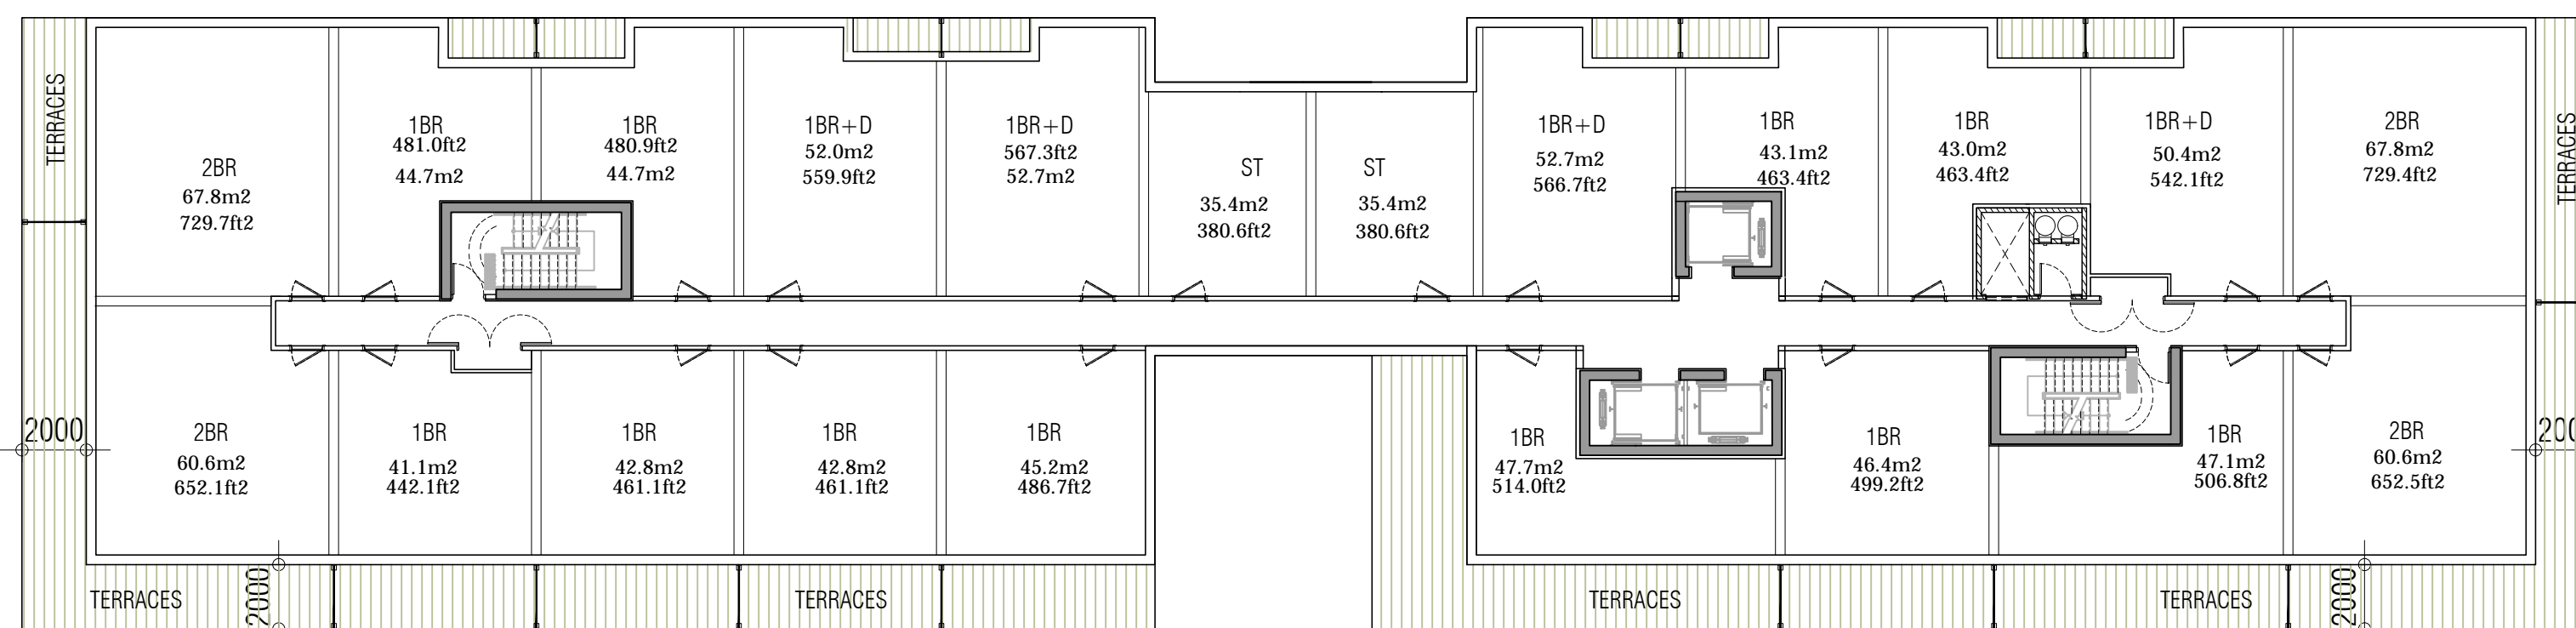 TERRACES
2BR
67.8m2
729.7ft2
1BR
481.0ft2
44.7m2
1BR
480.9ft2
44.7m2
1BR+D
52.0m2
559.9ft2
1BR+D
567.3ft2
52.7m2
ST
35.4m2
380.6ft2
ST
35.4m2
380.6ft2
1BR+D
52.7m2
566.7ft2
1BR
43.1m2
463.4ft2
1BR
43.0m2
463.4ft2
1BR+D
50.4m2
542.1ft2
2BR
67.8m2
729.4ft2
TERRACES
2000
2BR
60.6m2
652.1ft2
1BR
41.1m2
442.1ft2
1BR
42.8m2
461.1ft2
1BR
42.8m2
461.1ft2
1BR
45.2m2
486.7ft2
1BR
47.7m2
514.0ft2
1BR
46.4m2
499.2ft2
1BR
47.1m2
506.8ft2
2BR
60.6m2
652.5ft2
TERRACES
2000
TERRACES
TERRACES
TERRACES
2000